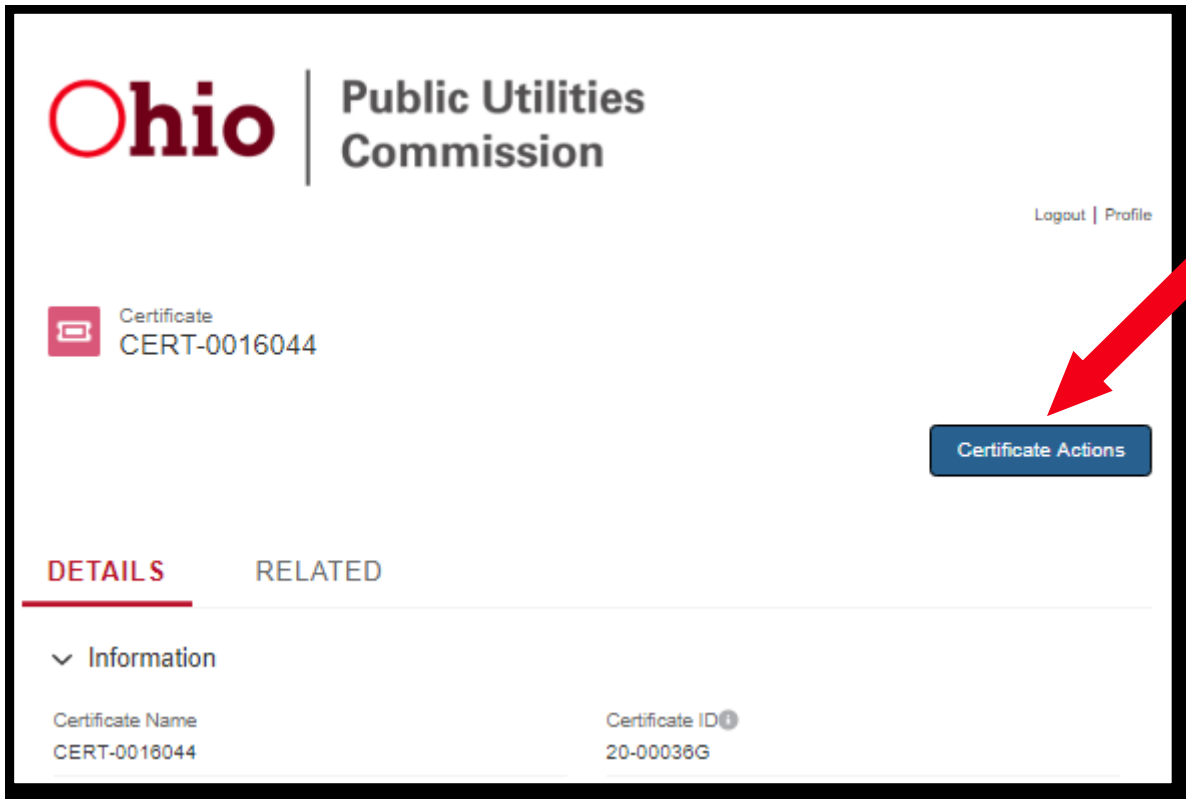 Ohio
Public Utilities
Commission
Logout | Profile
Certificate
CERT-0016044
Certificate Actions
DETAILS RELATED
Information
Certificate Name Certificate ID
CERT-0016044 20-00036G